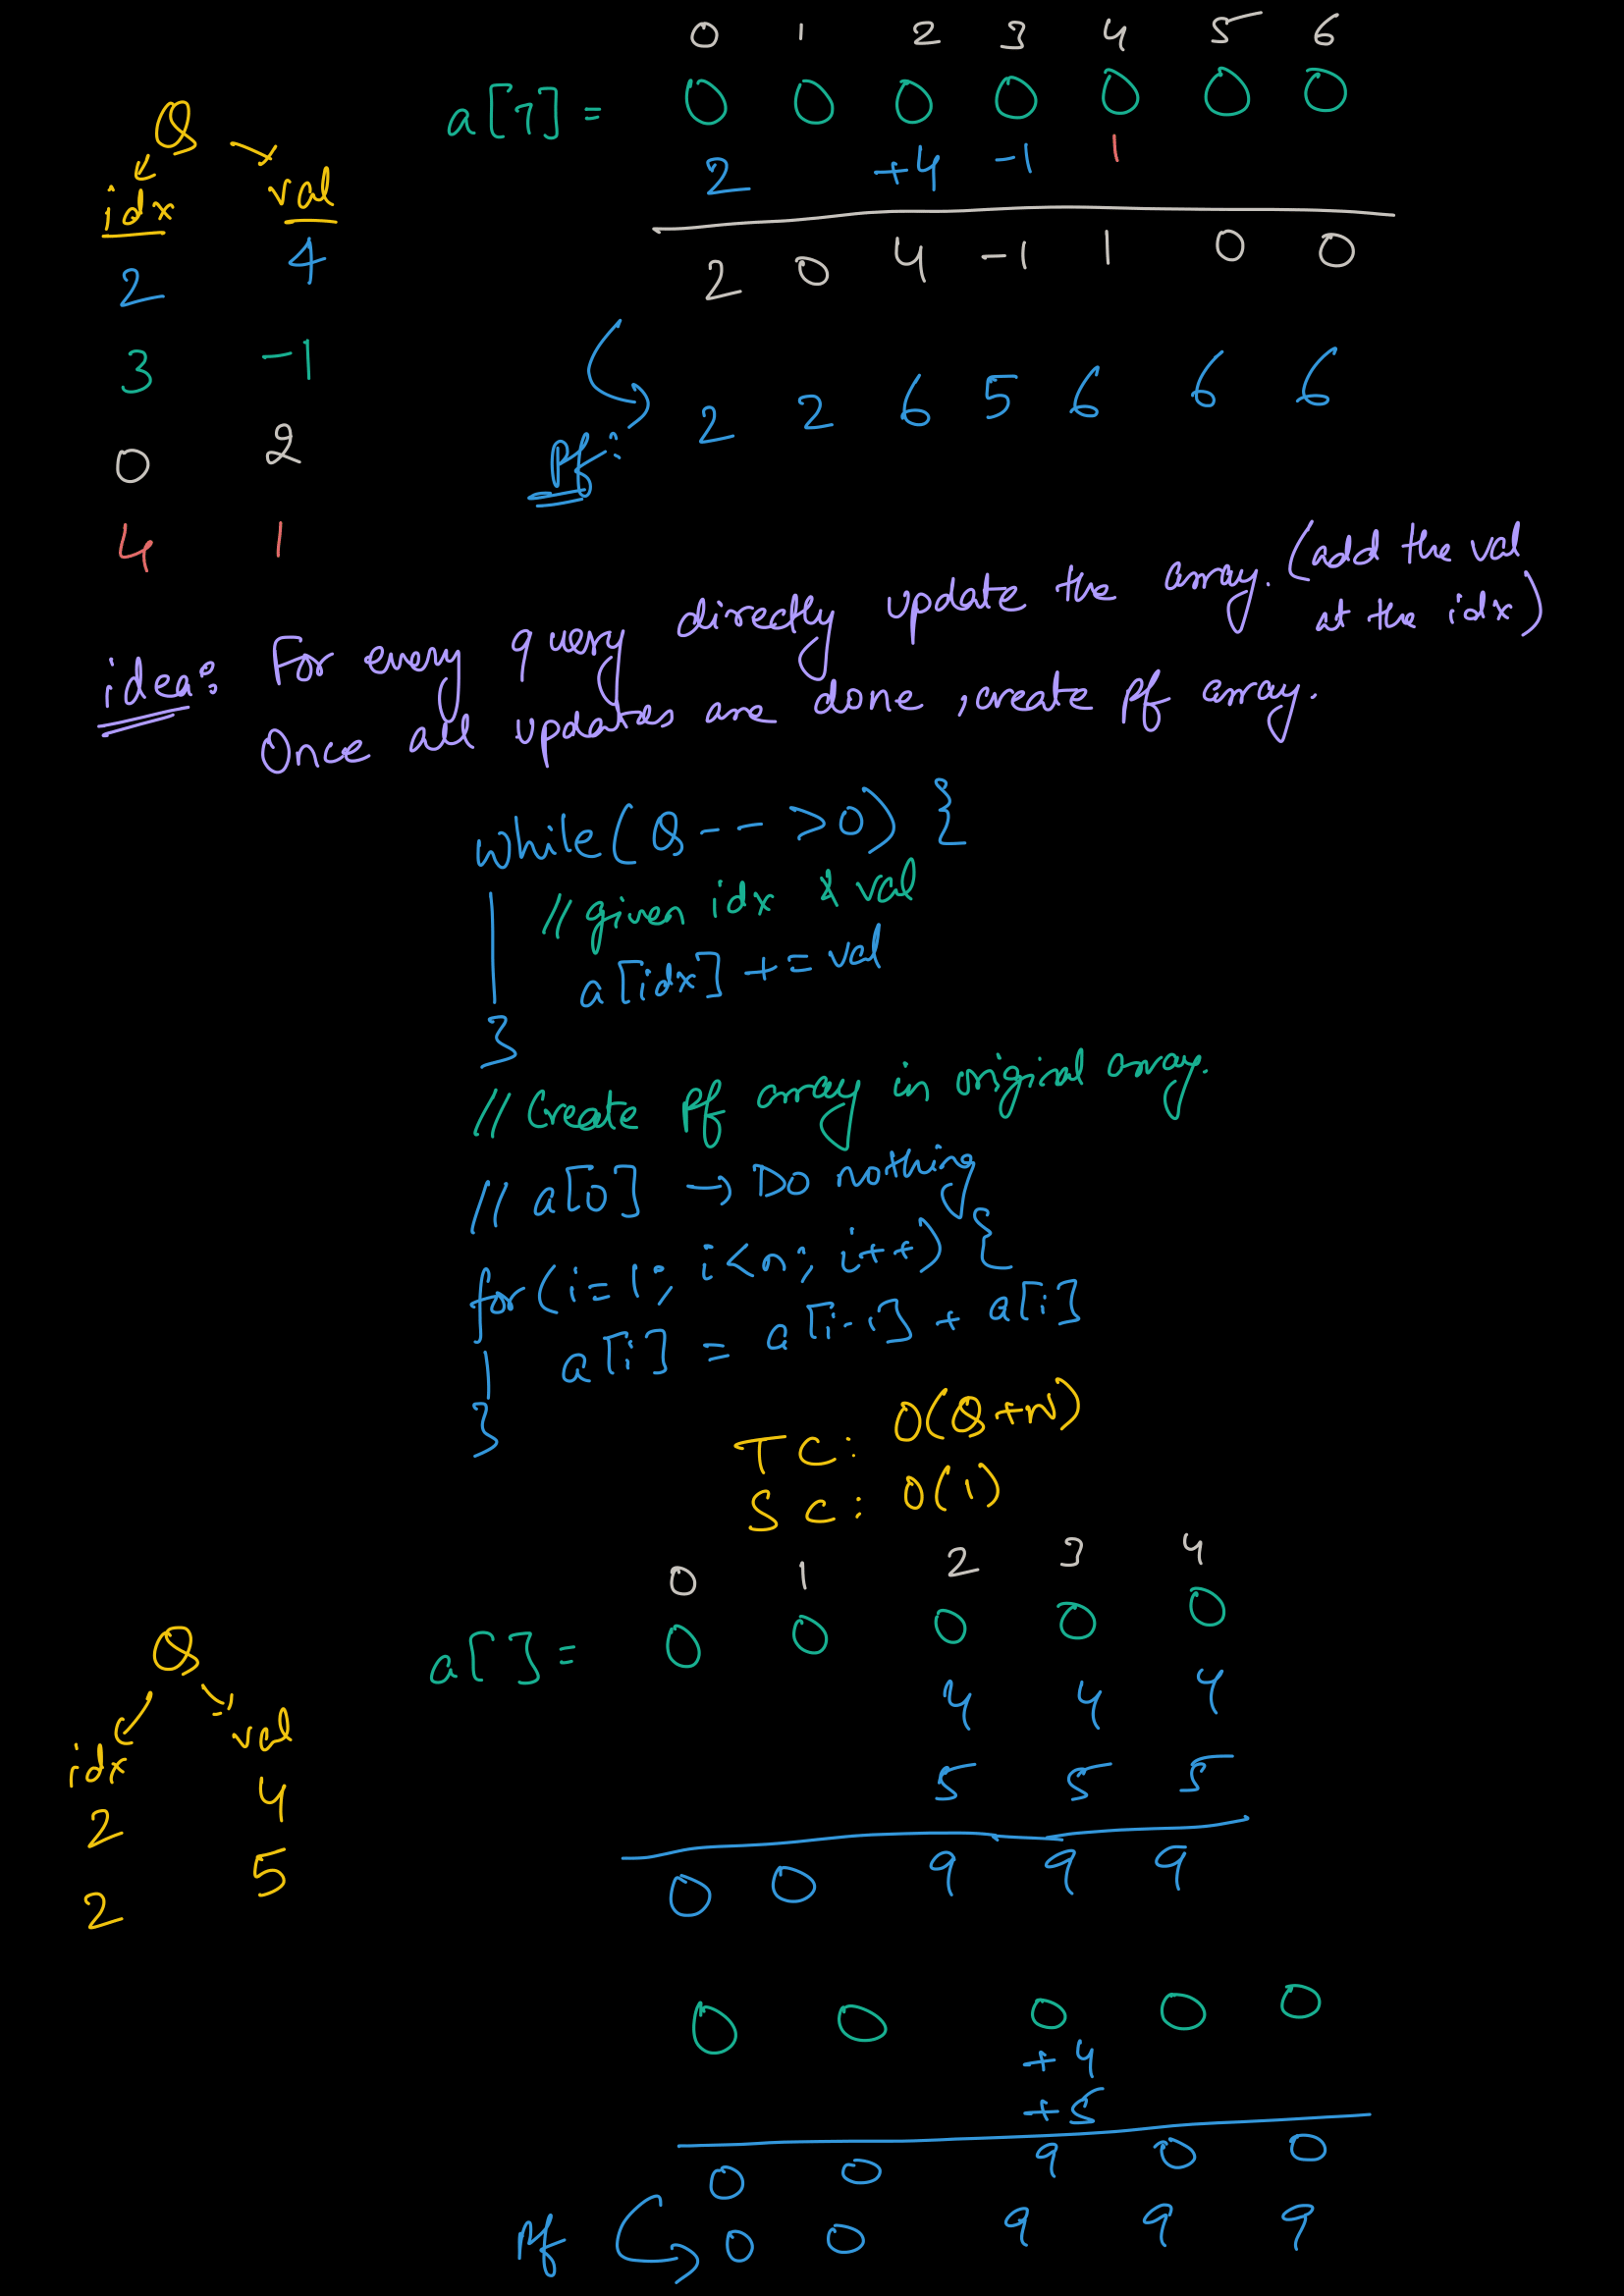 0 1 2 3 4 5 6
a[7] = 0 0 0 0 0 0 0
Q
2 +4 -1 1
idx val
2 0 4 -1 1 0 0
2 4
3 -1
pf: 2 2 6 5 6 6 6
0 2
4 1
idea: For every query directly update the array. (add the val
at the idx)
Once all updates are done, create pf array.
while(Q-- >0) {
// given idx & val
a[idx] += val
}
// Create pf array in original array.
// a[0] → Do nothing
for(i=1; i<n; i++) {
a[i] = a[i-1] + a[i]
}
TC: O(Q+N)
SC: O(1)
0 1 2 3 4
a[] = 0 0 0 0 0
Q
4 4 4
idx val
5 5 5
2 4
2 5
0 0 9 9 9
0 0 0 0 0
+4
+5
0 0 9 0 0
pf 0 0 9 9 9